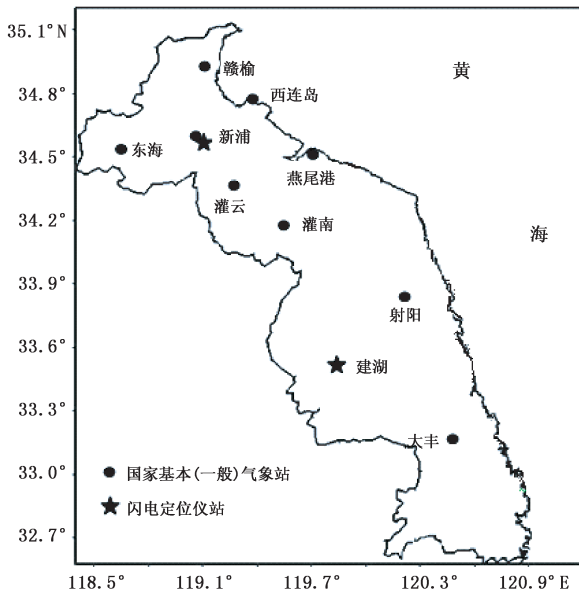 35.1°N
34.8°
34.5°
34.2°
33.9°
33.6°
33.3°
33.0°
32.7°
赣榆
西连岛
黄
东海
新浦
燕尾港
灌云
灌南
海
射阳
建湖
大丰
国家基本(一般)气象站
闪电定位仪站
118.5° 119.1° 119.7° 120.3° 120.9°E